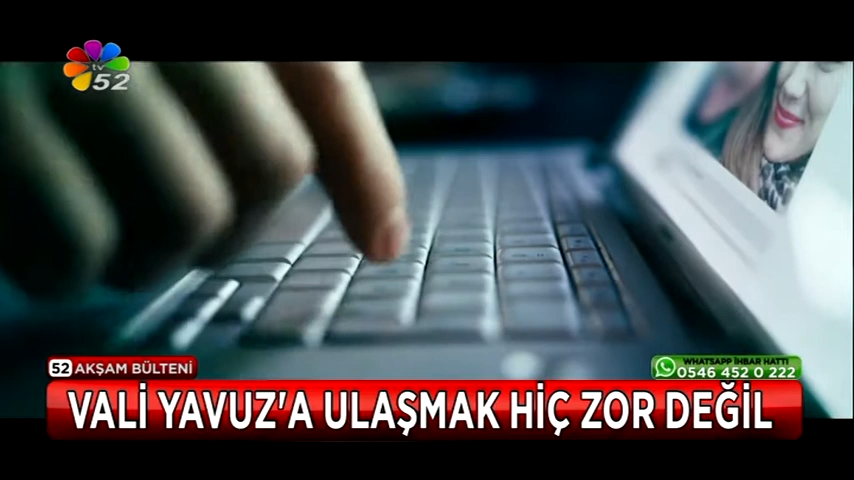 tv
52
52 AKŞAM BÜLTENİ
WHATSAPP İHBAR HATTI
0546 452 0 222
VALİ YAVUZ'A ULAŞMAK HİÇ ZOR DEĞİL